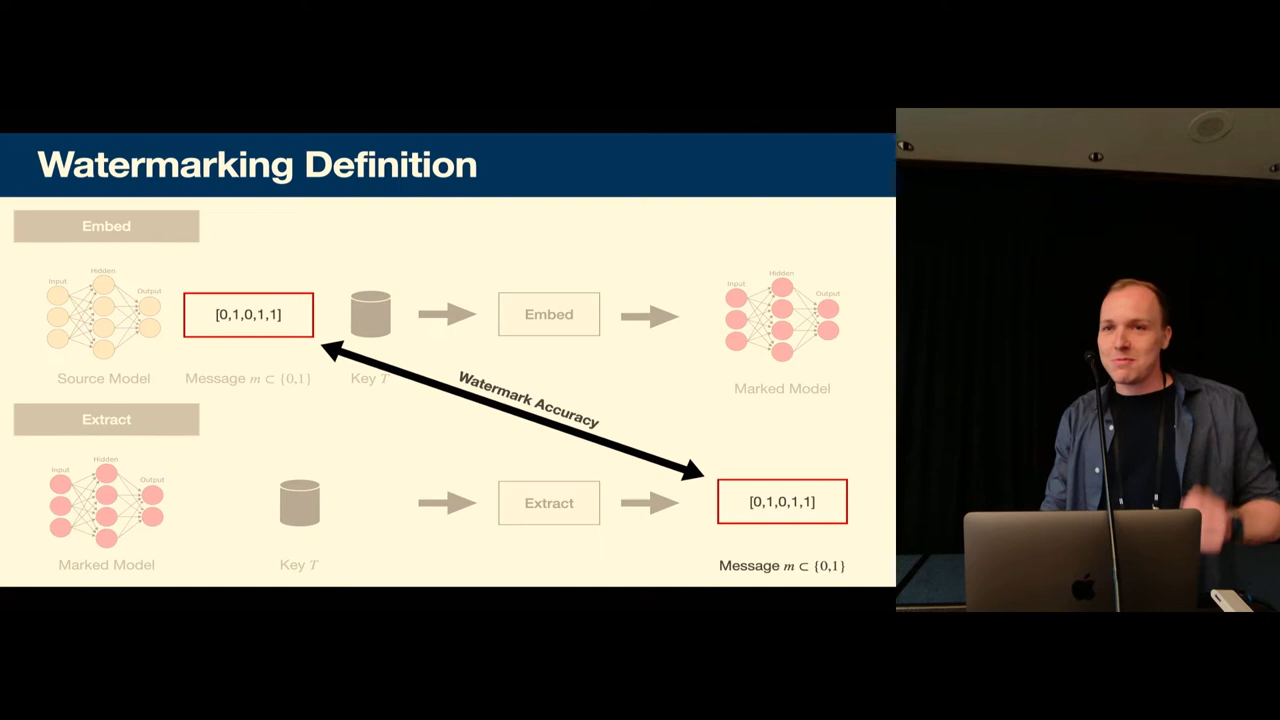 Watermarking Definition
Embed
Input
Hidden
Output
[0,1,0,1,1]
Embed
Input
Hidden
Output
Source Model
Message m ⊂ {0,1}
Key T
Marked Model
Watermark Accuracy
Extract
Input
Hidden
Output
Extract
[0,1,0,1,1]
Marked Model
Key T
Message m ⊂ {0,1}